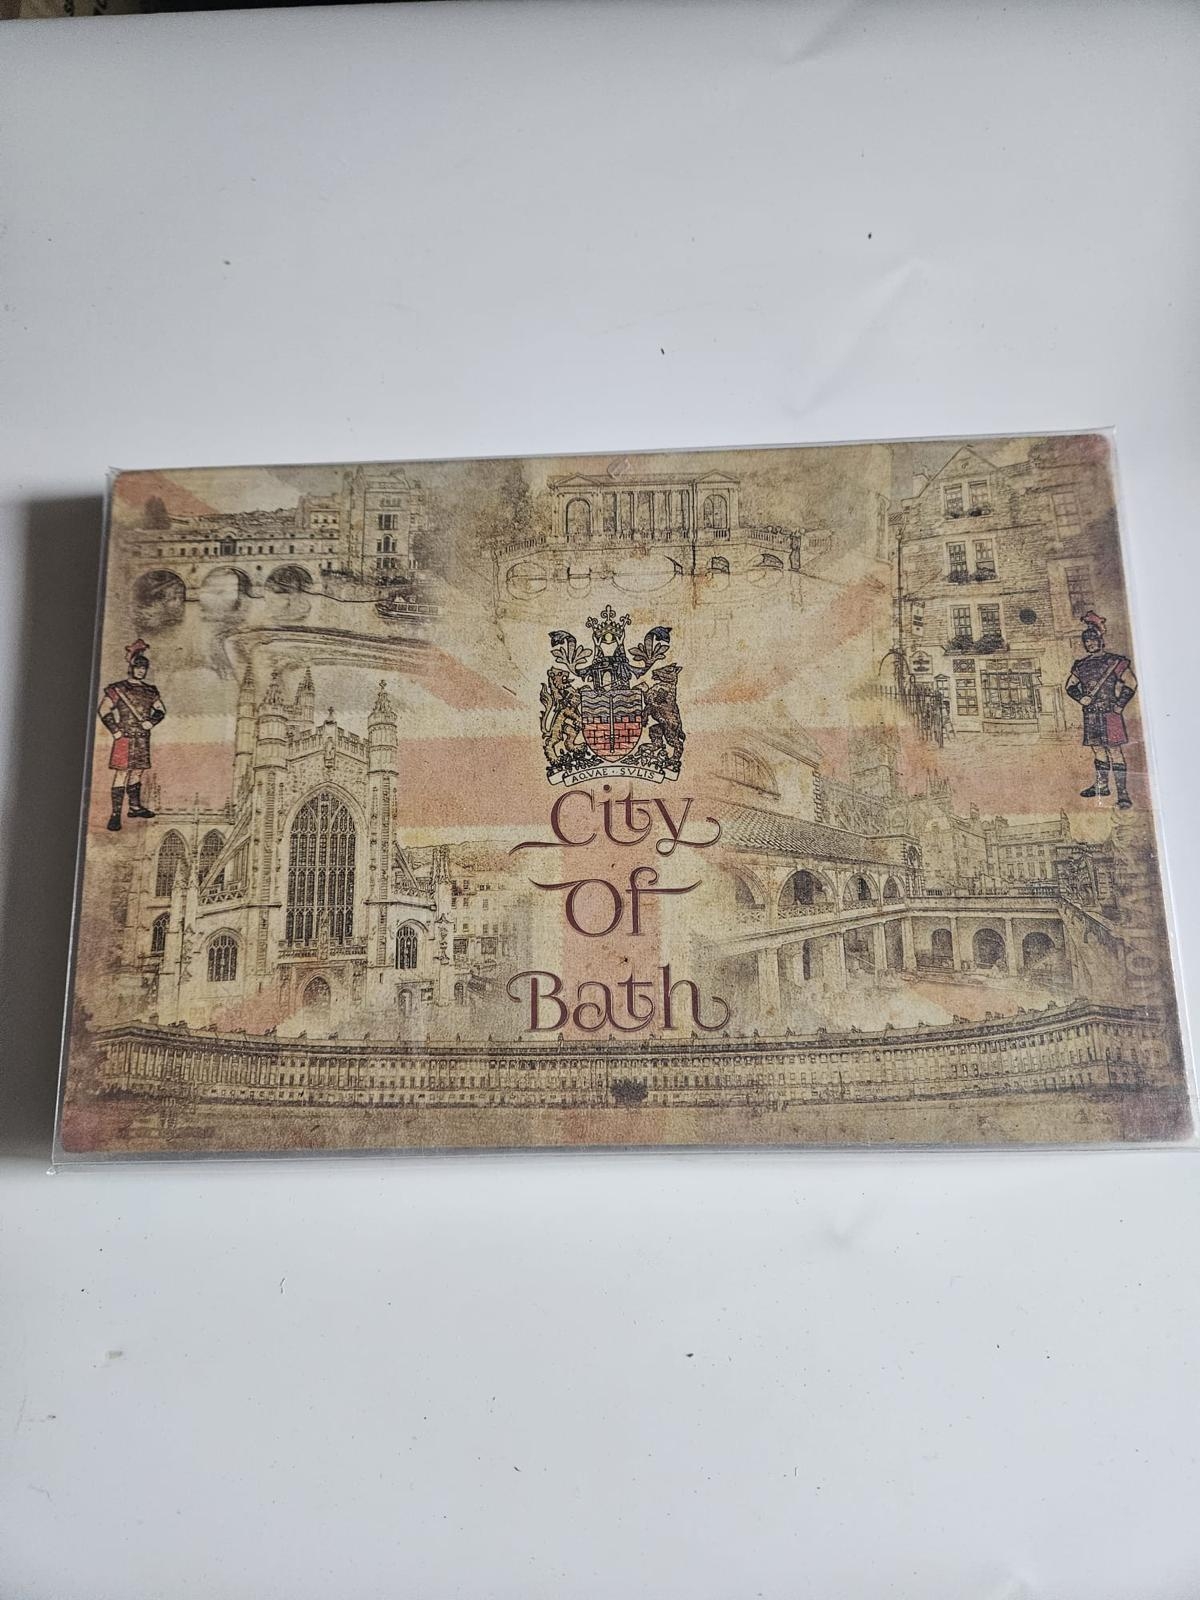 AQVAE · SVLIS
City
Of
Bath